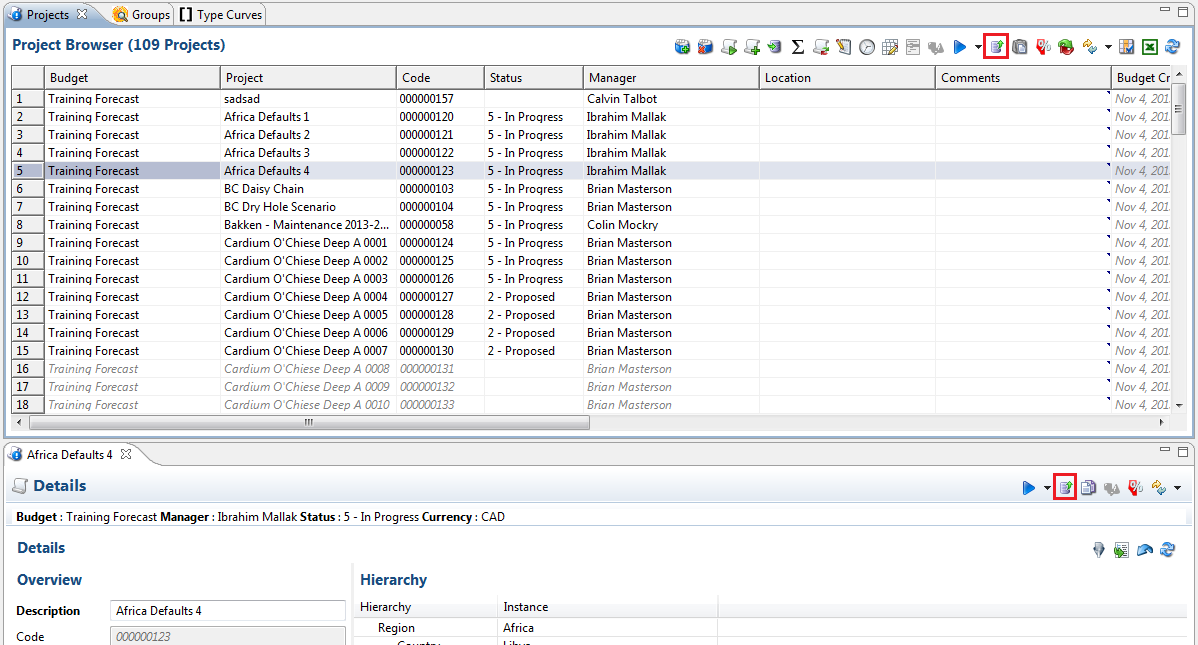 Projects Groups Type Curves
Project Browser (109 Projects)
Budget Project Code Status Manager Location Comments Budget Cr
1 Training Forecast sadsad 000000157 Calvin Talbot Nov 4, 201
2 Training Forecast Africa Defaults 1 000000120 5 - In Progress Ibrahim Mallak Nov 4, 201
3 Training Forecast Africa Defaults 2 000000121 5 - In Progress Ibrahim Mallak Nov 4, 201
4 Training Forecast Africa Defaults 3 000000122 5 - In Progress Ibrahim Mallak Nov 4, 201
5 Training Forecast Africa Defaults 4 000000123 5 - In Progress Ibrahim Mallak Nov 4, 201
6 Training Forecast BC Daisy Chain 000000103 5 - In Progress Brian Masterson Nov 4, 201
7 Training Forecast BC Dry Hole Scenario 000000104 5 - In Progress Brian Masterson Nov 4, 201
8 Training Forecast Bakken - Maintenance 2013-2... 000000058 5 - In Progress Colin Mockry Nov 4, 201
9 Training Forecast Cardium O'Chiese Deep A 0001 000000124 5 - In Progress Brian Masterson Nov 4, 201
10 Training Forecast Cardium O'Chiese Deep A 0002 000000125 5 - In Progress Brian Masterson Nov 4, 201
11 Training Forecast Cardium O'Chiese Deep A 0003 000000126 5 - In Progress Brian Masterson Nov 4, 201
12 Training Forecast Cardium O'Chiese Deep A 0004 000000127 2 - Proposed Brian Masterson Nov 4, 201
13 Training Forecast Cardium O'Chiese Deep A 0005 000000128 2 - Proposed Brian Masterson Nov 4, 201
14 Training Forecast Cardium O'Chiese Deep A 0006 000000129 2 - Proposed Brian Masterson Nov 4, 201
15 Training Forecast Cardium O'Chiese Deep A 0007 000000130 2 - Proposed Brian Masterson Nov 4, 201
16 Training Forecast Cardium O'Chiese Deep A 0008 000000131 Brian Masterson Nov 4, 201
17 Training Forecast Cardium O'Chiese Deep A 0009 000000132 Brian Masterson Nov 4, 201
18 Training Forecast Cardium O'Chiese Deep A 0010 000000133 Brian Masterson Nov 4, 201
Africa Defaults 4
Details
Budget : Training Forecast Manager : Ibrahim Mallak Status : 5 - In Progress Currency : CAD
Details
Overview Hierarchy
Hierarchy Instance
Description Africa Defaults 4
Region Africa
Code 000000123
Country Libya